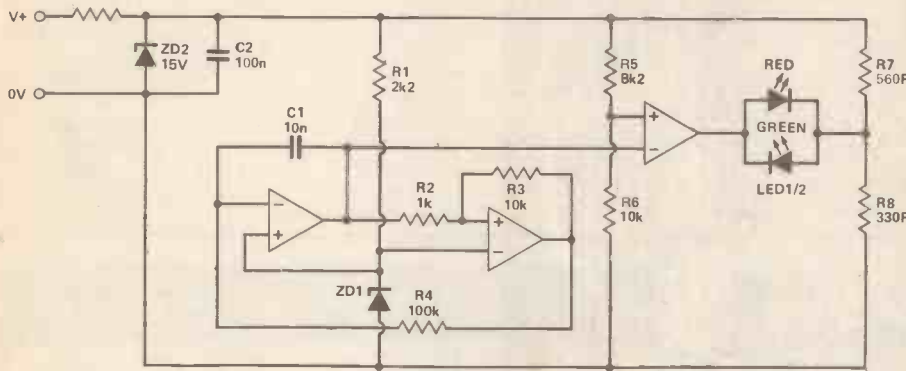 V+
0V
ZD2
15V
C2
100n
R1
2k2
C1
10n
R2
1k
R3
10k
ZD1
R4
100k
R5
8k2
R6
10k
RED
GREEN
LED1/2
R7
560R
R8
330R
+
-
+
-
-
+